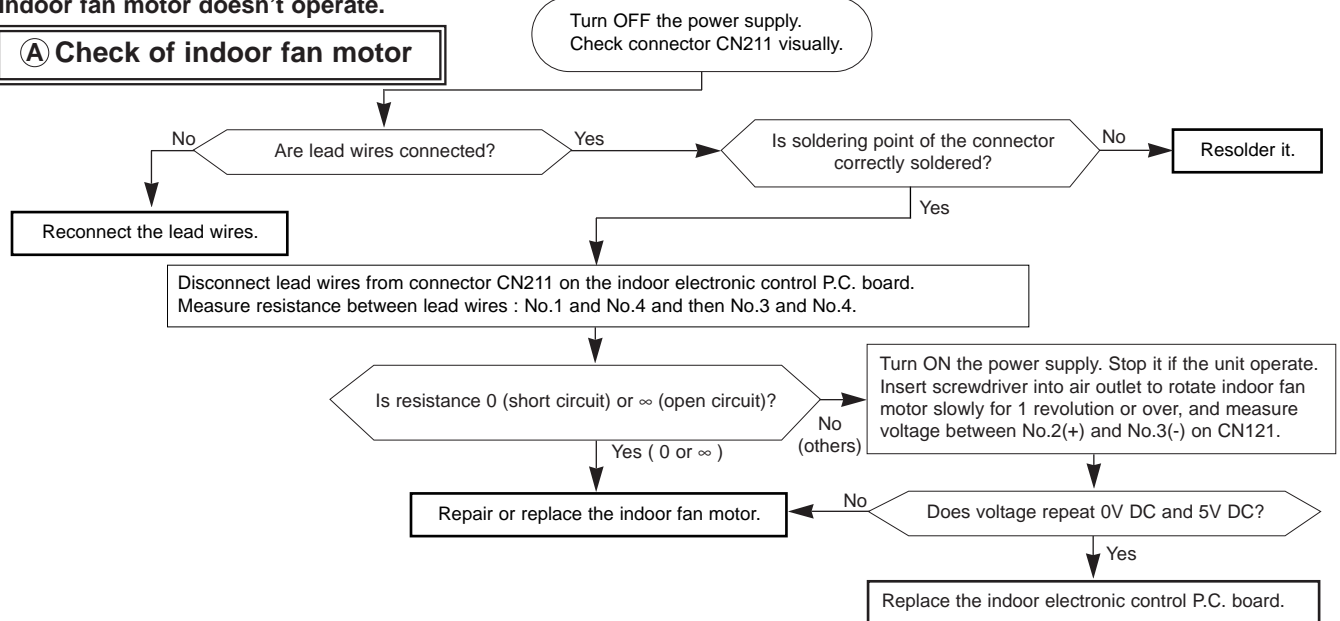 Indoor fan motor doesn't operate.
Ⓐ Check of indoor fan motor
Turn OFF the power supply.
Check connector CN211 visually.
No
Are lead wires connected?
Yes
Is soldering point of the connector
correctly soldered?
No
Resolder it.
Reconnect the lead wires.
Yes
Disconnect lead wires from connector CN211 on the indoor electronic control P.C. board.
Measure resistance between lead wires : No.1 and No.4 and then No.3 and No.4.
Is resistance 0 (short circuit) or ∞ (open circuit)?
No
(others)
Turn ON the power supply. Stop it if the unit operate.
Insert screwdriver into air outlet to rotate indoor fan
motor slowly for 1 revolution or over, and measure
voltage between No.2(+) and No.3(-) on CN121.
Yes ( 0 or ∞ )
Repair or replace the indoor fan motor.
No
Does voltage repeat 0V DC and 5V DC?
Yes
Replace the indoor electronic control P.C. board.